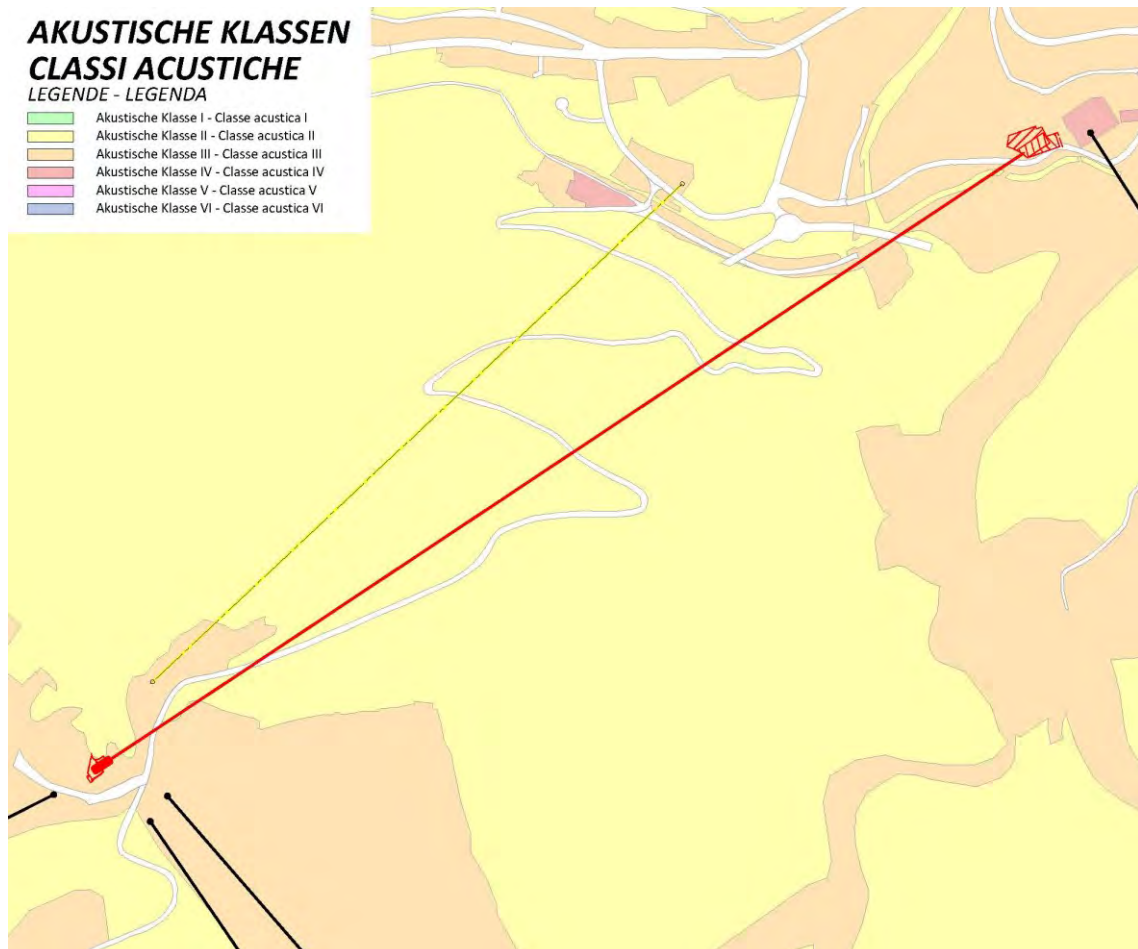 AKUSTISCHE KLASSEN
CLASSI ACUSTICHE
LEGENDE - LEGENDA
Akustische Klasse I - Classe acustica I
Akustische Klasse II - Classe acustica II
Akustische Klasse III - Classe acustica III
Akustische Klasse IV - Classe acustica IV
Akustische Klasse V - Classe acustica V
Akustische Klasse VI - Classe acustica VI